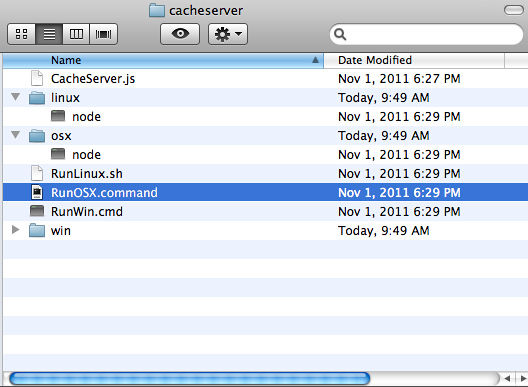 cacheserver
Name Date Modified
CacheServer.js Nov 1, 2011 6:27 PM
linux Today, 9:49 AM
node Nov 1, 2011 6:29 PM
osx Today, 9:49 AM
node Nov 1, 2011 6:29 PM
RunLinux.sh Nov 1, 2011 6:29 PM
RunOSX.command Nov 1, 2011 6:29 PM
RunWin.cmd Nov 1, 2011 6:29 PM
win Today, 9:49 AM